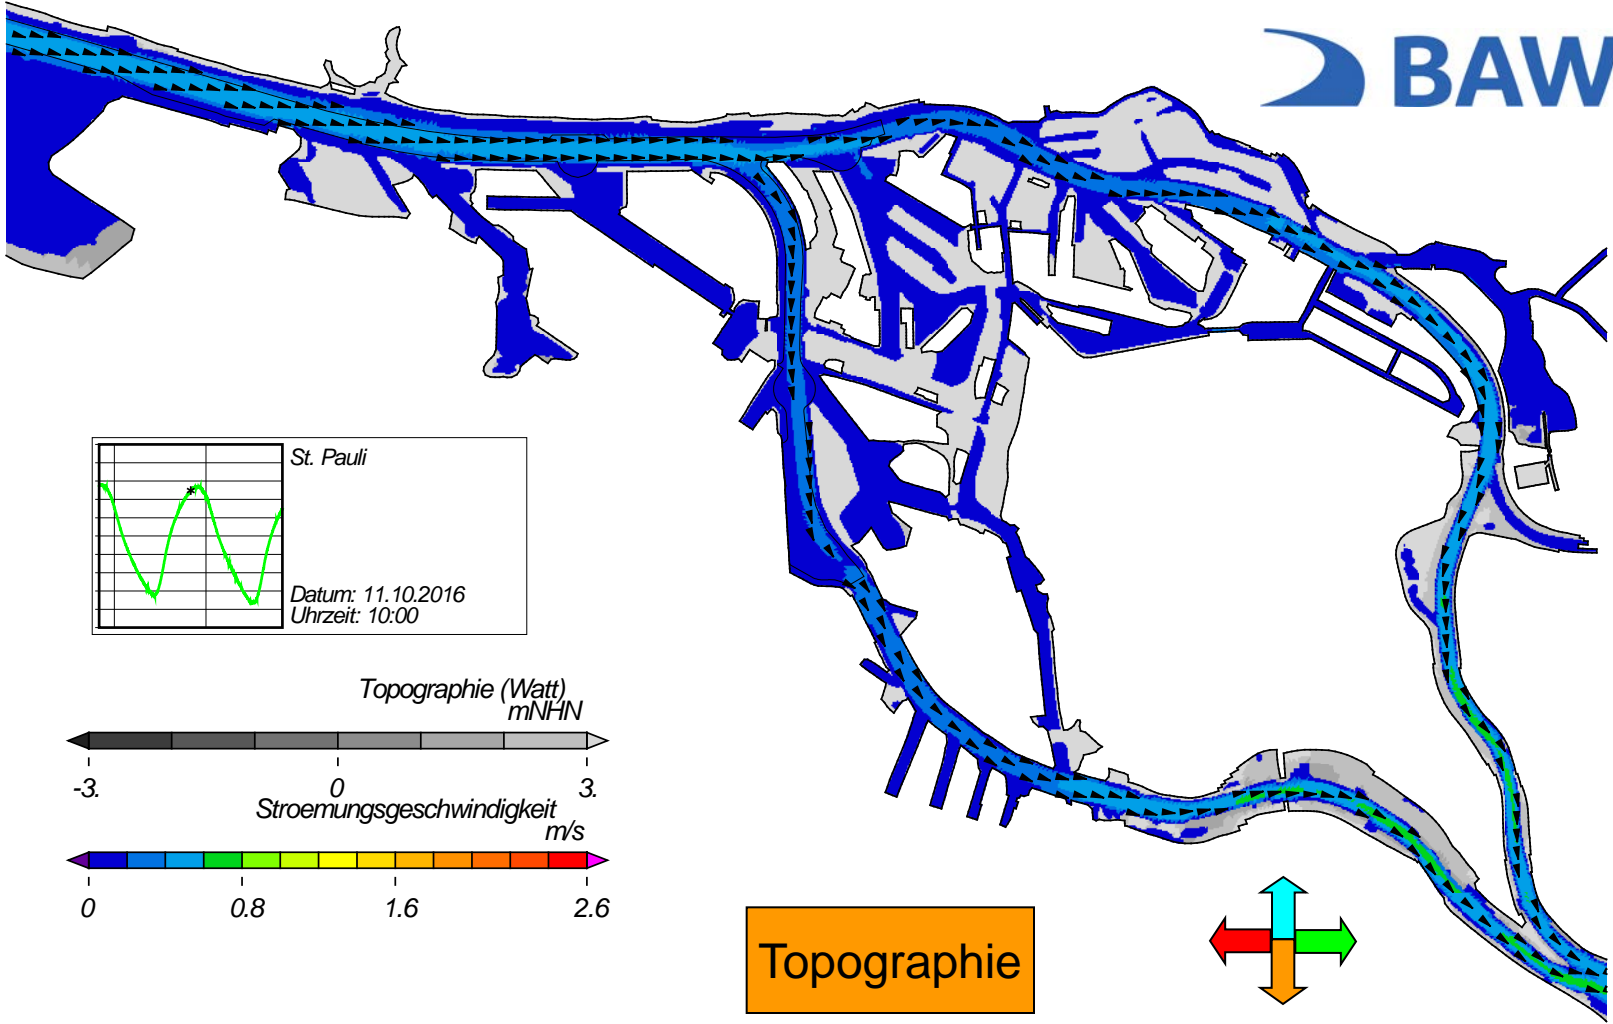 BAW
St. Pauli
Datum: 11.10.2016
Uhrzeit: 10:00
Topographie (Watt)
mNHN
-3. 0 3.
Stroemungsgeschwindigkeit
m/s
0 0.8 1.6 2.6
Topographie